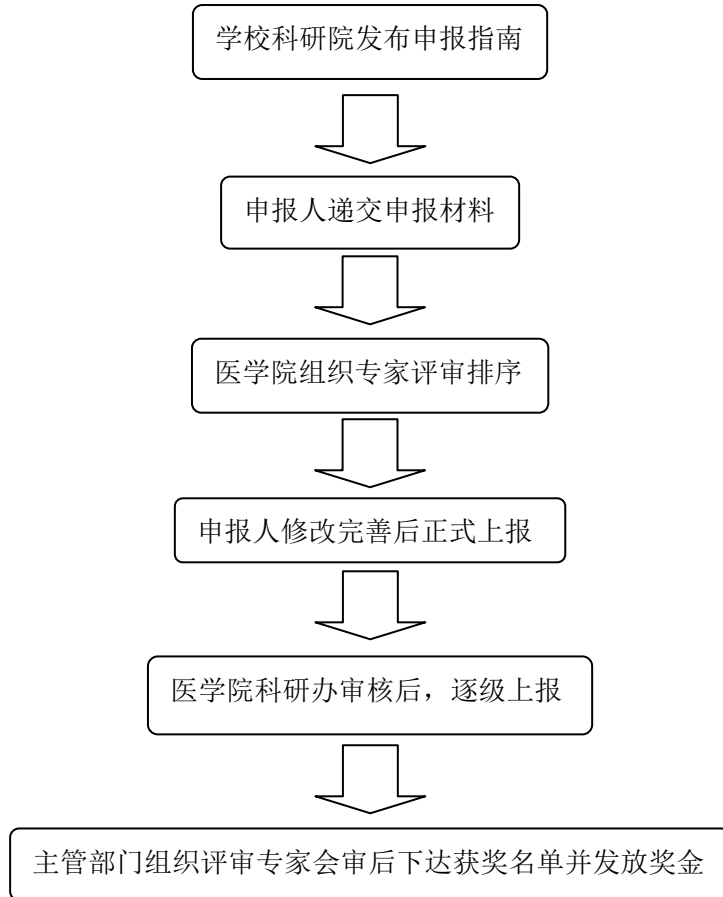 学校科研院发布申报指南
申报人递交申报材料
医学院组织专家评审排序
申报人修改完善后正式上报
医学院科研办审核后，逐级上报
主管部门组织评审专家会审后下达获奖名单并发放奖金